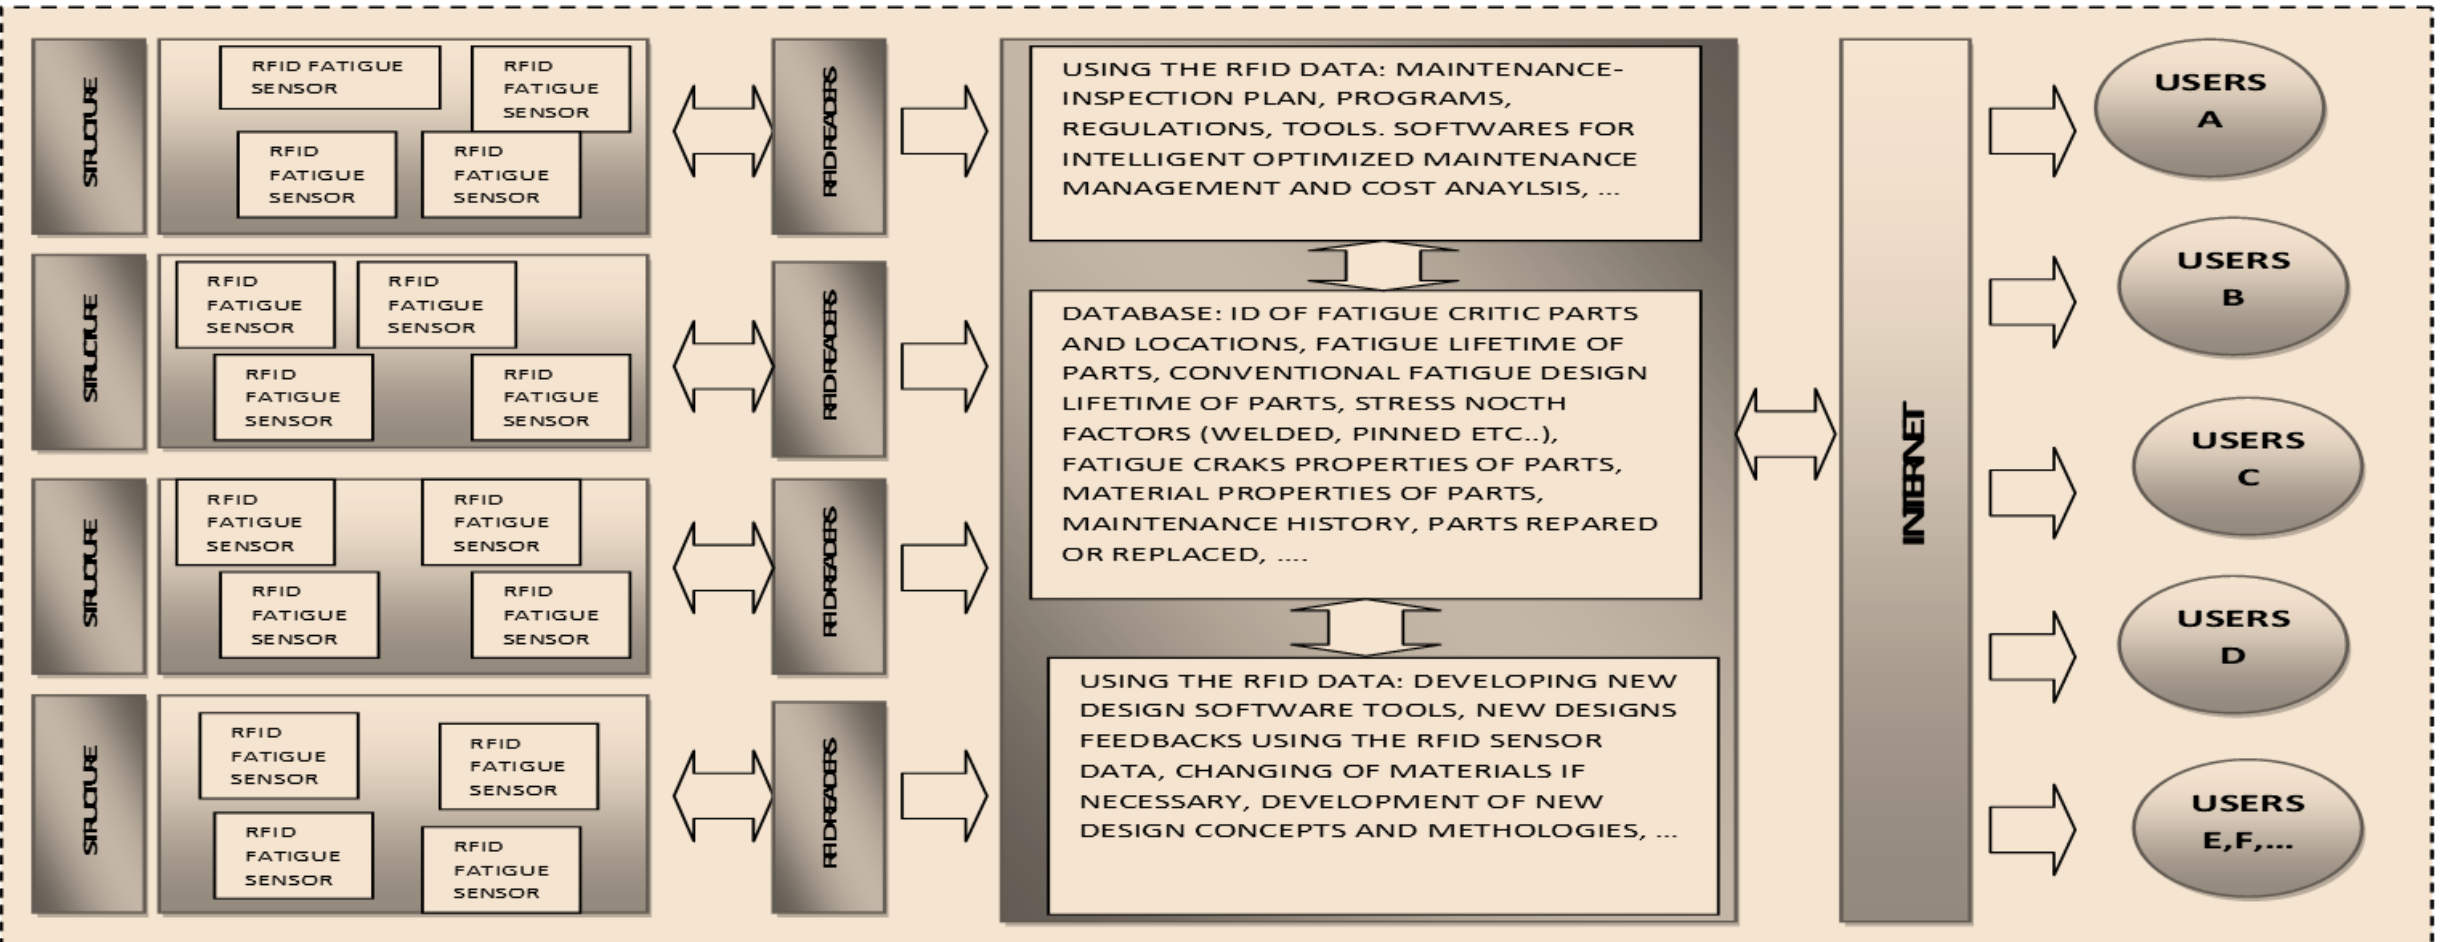 STRUCTURE
RFID FATIGUE
SENSOR
RFID
FATIGUE
SENSOR
RFID
FATIGUE
SENSOR
RFID
FATIGUE
SENSOR
RFID READERS
STRUCTURE
RFID
FATIGUE
SENSOR
RFID
FATIGUE
SENSOR
RFID
FATIGUE
SENSOR
RFID
FATIGUE
SENSOR
RFID READERS
STRUCTURE
RFID
FATIGUE
SENSOR
RFID
FATIGUE
SENSOR
RFID
FATIGUE
SENSOR
RFID
FATIGUE
SENSOR
RFID READERS
STRUCTURE
RFID
FATIGUE
SENSOR
RFID
FATIGUE
SENSOR
RFID
FATIGUE
SENSOR
RFID
FATIGUE
SENSOR
RFID READERS
USING THE RFID DATA: MAINTENANCE-
INSPECTION PLAN, PROGRAMS,
REGULATIONS, TOOLS. SOFTWARES FOR
INTELLIGENT OPTIMIZED MAINTENANCE
MANAGEMENT AND COST ANAYLSIS, ...
DATABASE: ID OF FATIGUE CRITIC PARTS
AND LOCATIONS, FATIGUE LIFETIME OF
PARTS, CONVENTIONAL FATIGUE DESIGN
LIFETIME OF PARTS, STRESS NOCTH
FACTORS (WELDED, PINNED ETC..),
FATIGUE CRAKS PROPERTIES OF PARTS,
MATERIAL PROPERTIES OF PARTS,
MAINTENANCE HISTORY, PARTS REPARED
OR REPLACED, ....
USING THE RFID DATA: DEVELOPING NEW
DESIGN SOFTWARE TOOLS, NEW DESIGNS
FEEDBACKS USING THE RFID SENSOR
DATA, CHANGING OF MATERIALS IF
NECESSARY, DEVELOPMENT OF NEW
DESIGN CONCEPTS AND METHOLOGIES, ...
INTERNET
USERS
A
USERS
B
USERS
C
USERS
D
USERS
E,F,...